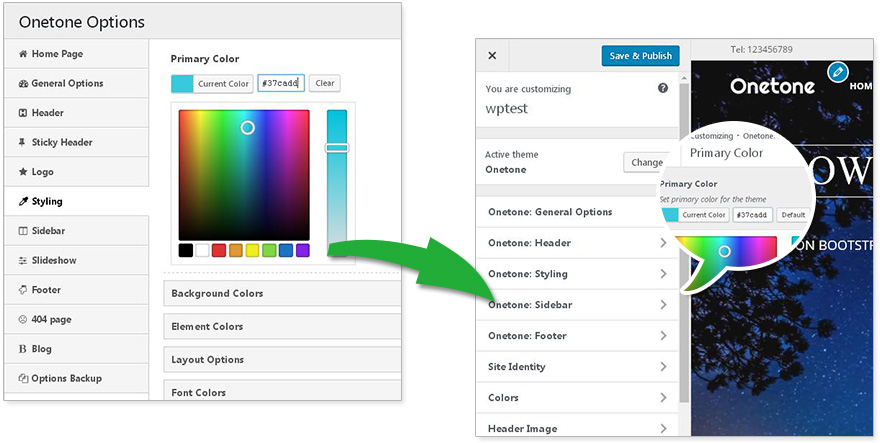 Onetone Options
Home Page
General Options
Header
Sticky Header
Logo
Styling
Sidebar
Slideshow
Footer
404 page
Blog
Options Backup
Primary Color
Current Color
#37cadd
Clear
Background Colors
Element Colors
Layout Options
Font Colors
Save & Publish
You are customizing
wptest
Active theme
Onetone
Change
Onetone: General Options
Onetone: Header
Onetone: Styling
Onetone: Sidebar
Onetone: Footer
Site Identity
Colors
Header Image
Tel: 123456789
Onetone
HOM
Customizing • Onetone:
Primary Color
Primary Color
Set primary color for the theme
Current Color
#37cadd
Default
OW
ON BOOTSTR